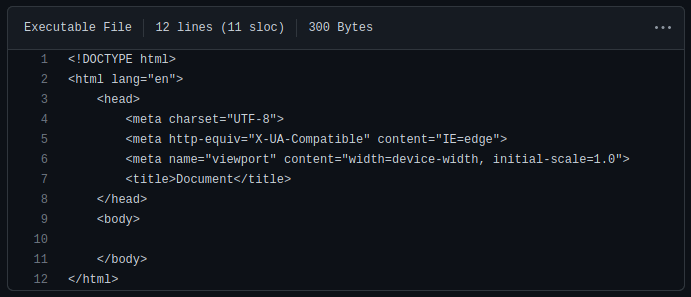 Executable File 12 lines (11 sloc) 300 Bytes ...
1 <!DOCTYPE html>
2 <html lang="en">
3     <head>
4         <meta charset="UTF-8">
5         <meta http-equiv="X-UA-Compatible" content="IE=edge">
6         <meta name="viewport" content="width=device-width, initial-scale=1.0">
7         <title>Document</title>
8     </head>
9     <body>
10
11     </body>
12 </html>